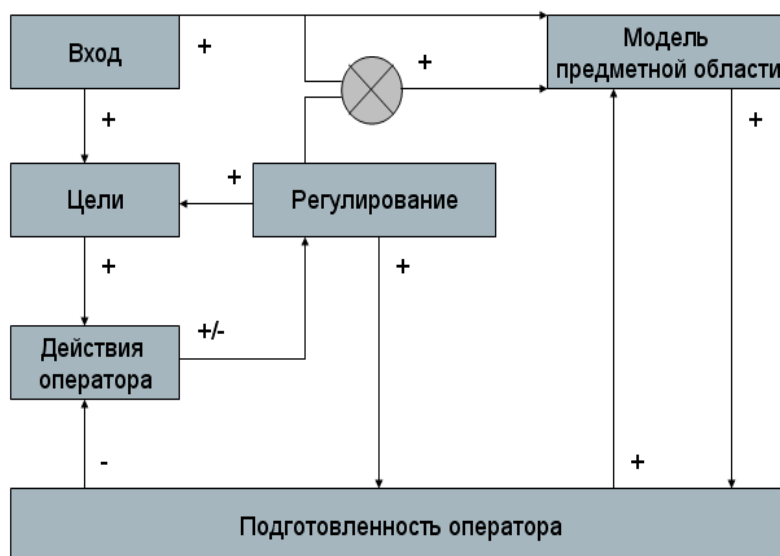 Вход
+
+
Модель
предметной области
+
+
Цели
+
Регулирование
+
+
Действия
оператора
+/-
-
+
Подготовленность оператора